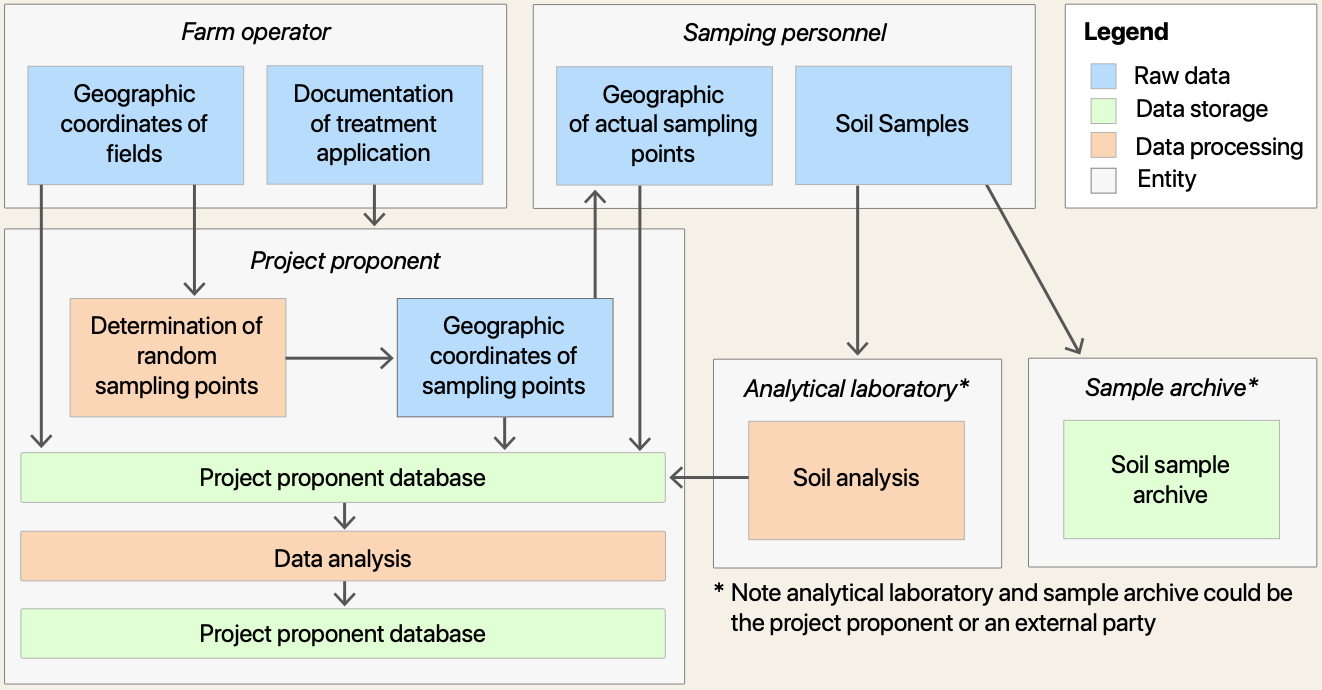 Farm operator
Geographic
coordinates of
fields
Documentation
of treatment
application
Samping personnel
Geographic
of actual sampling
points
Soil Samples
Legend
Raw data
Data storage
Data processing
Entity
Project proponent
Determination of
random
sampling points
Geographic
coordinates of
sampling points
Project proponent database
Data analysis
Project proponent database
Analytical laboratory*
Soil analysis
Sample archive*
Soil sample
archive
* Note analytical laboratory and sample archive could be
the project proponent or an external party